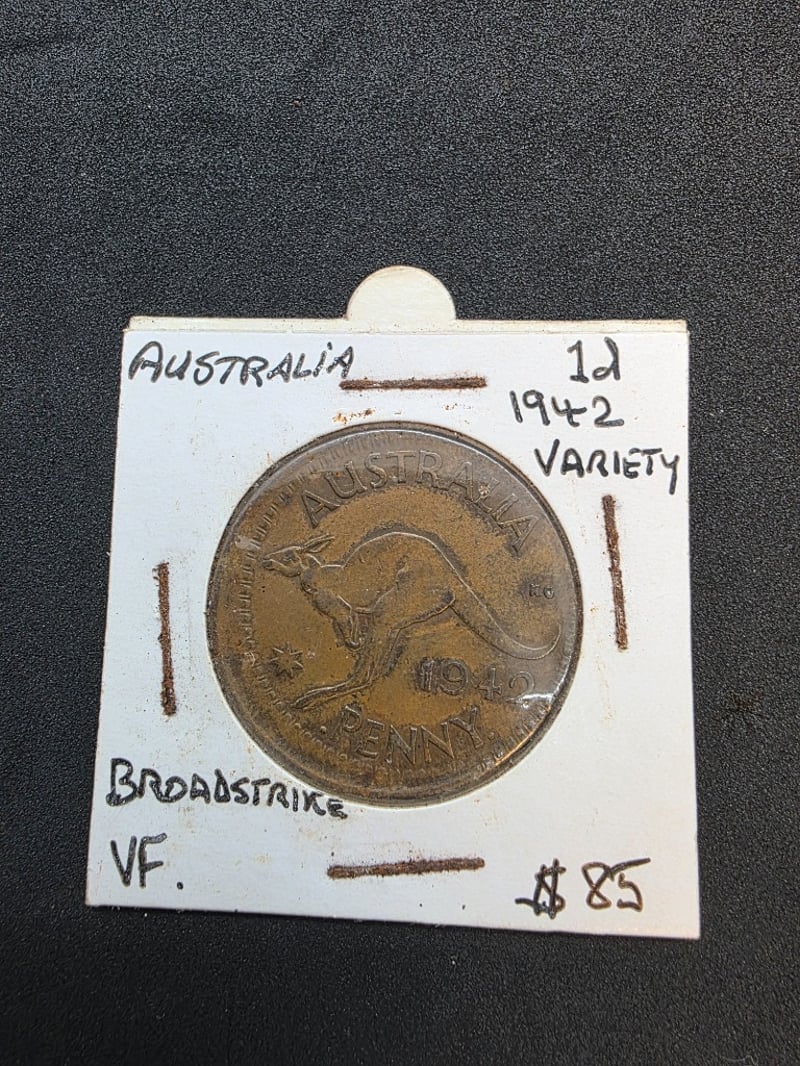 AUSTRALIA
1d
1942
VARIETY
AUSTRALIA
KG
1942
.PENNY.
BROADSTRIKE
VF.
$85